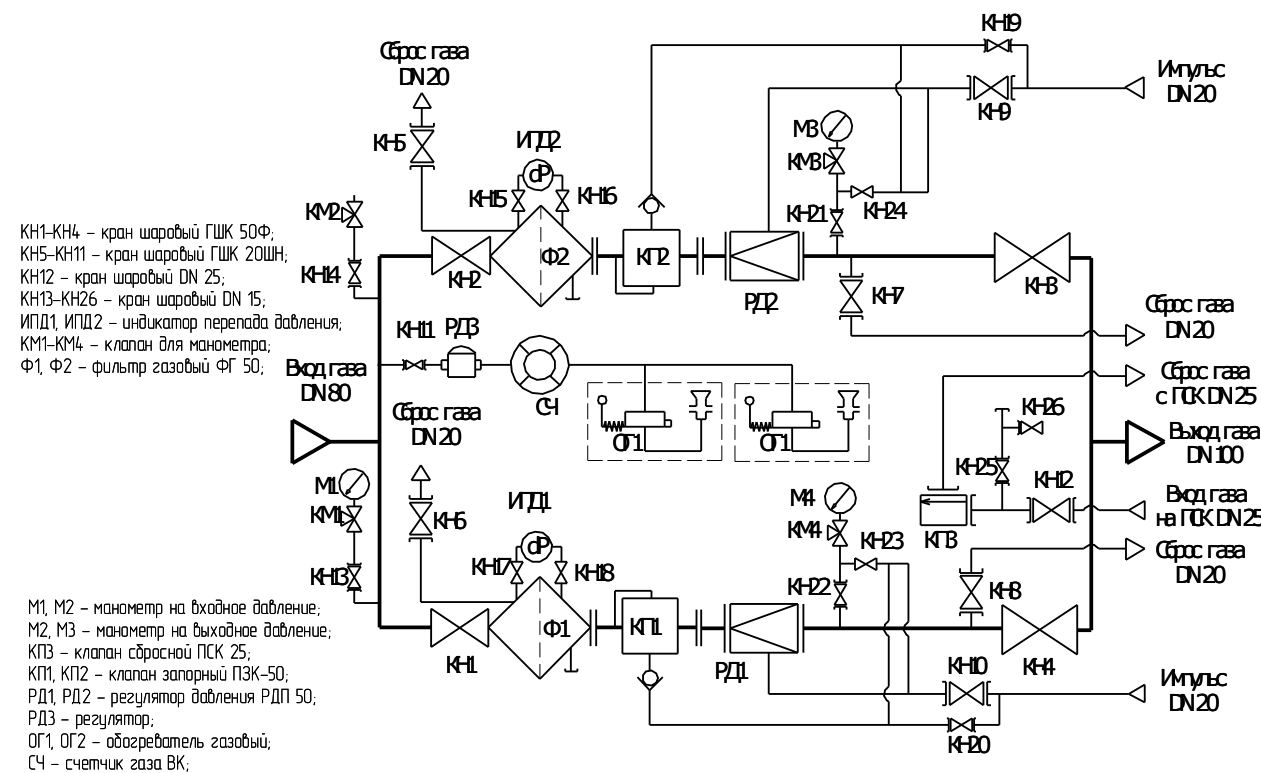 КН19
Сброс газа
DN 20
Импульс
DN 20
КН9
М3
КН5
ИПД2
dP
КМ3
КН15
КН16
КН24
КМ2
КН21
КН1–КН4 – кран шаровый ГШК 50Ф;
КН5–КН11 – кран шаровый ГШК 20ШН;
КН12 – кран шаровый DN 25;
КН13–КН26 – кран шаровый DN 15;
ИПД1, ИПД2 – индикатор перепада давления;
КМ1–КМ4 – клапан для манометра;
Ф1, Ф2 – фильтр газовый ФГ 50;
КН14
КН2
Ф2
КП2
РД2
КН7
КН3
Сброс газа
DN 20
КН11
РД3
Вход газа
DN 80
СЧ
Сброс газа
с ПСК DN 25
Сброс газа
DN 20
ОГ1
ОГ1
КН26
Выход газа
DN 100
КН25
КН12
М1
КМ1
КН6
ИПД1
dP
М4
КМ4
КП3
Вход газа
на ПСК DN 25
Сброс газа
DN 20
КН23
КН13
КН17
КН18
КН22
КН8
М1, М2 – манометр на входное давление;
М2, М3 – манометр на выходное давление;
КП3 – клапан сбросной ПСК 25;
КП1, КП2 – клапан запорный ПЗК–50;
РД1, РД2 – регулятор давления РДП 50;
РД3 – регулятор;
ОГ1, ОГ2 – обогреватель газовый;
СЧ – счетчик газа ВК;
КН1
Ф1
КП1
РД1
КН10
КН4
Импульс
DN 20
КН20